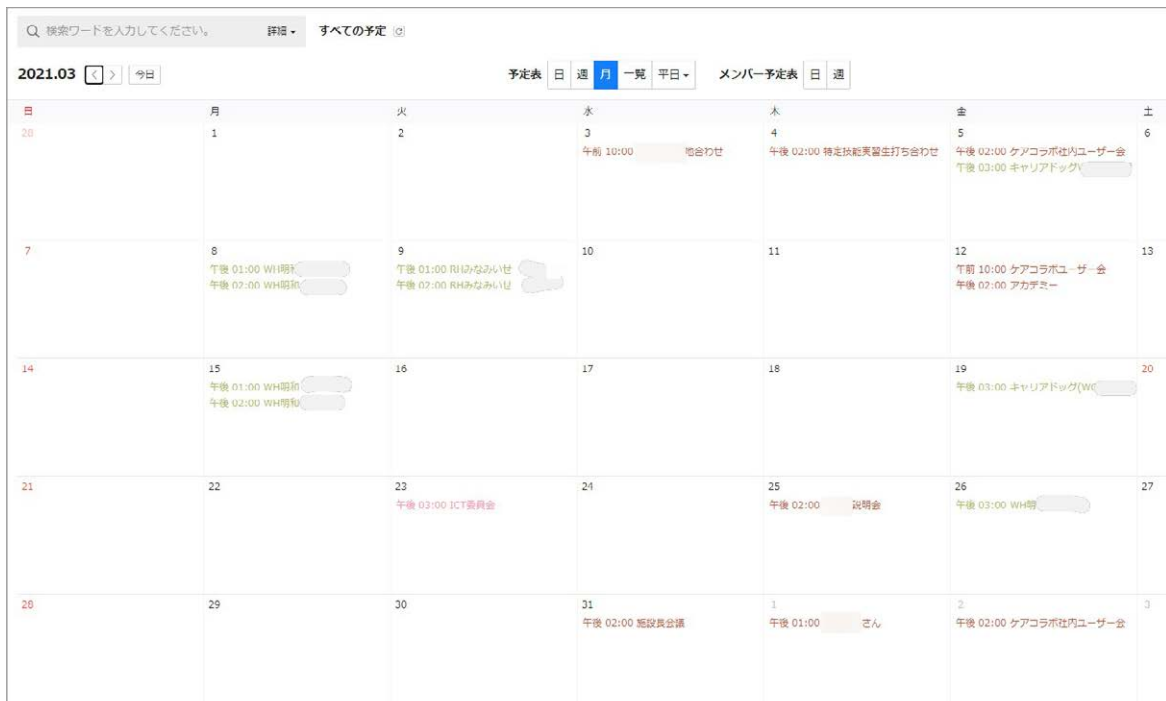 検索ワードを入力してください。 詳細 すべての予定
2021.03 < > 今日 予定表 日 週 月 一覧 平日 メンバー予定表 日 週
日 月 火 水 木 金 土
28 1 2 3 4 5 6
午前 10:00 合わせ 午後 02:00 特定技能実習生打ち合わせ 午後 02:00 ケアコラボ社内ユーザー会
午後 03:00 キャリアドッグ
7 8 9 10 11 12 13
午後 01:00 WH明 午後 01:00 RHみなみいせ 午前 10:00 ケアコラボユーザー会
午後 02:00 WH昭和 午後 02:00 RHみなみいせ 午後 02:00 アカデミー
14 15 16 17 18 19 20
午後 01:00 WH昭和 午後 03:00 キャリアドッグ(W
午後 02:00 WH昭和
21 22 23 24 25 26 27
午後 03:00 ICT委員会 午後 02:00 説明会 午後 03:00 WH
28 29 30 31 1 2 3
午後 02:00 施設長会議 午後 01:00 さん 午後 02:00 ケアコラボ社内ユーザー会